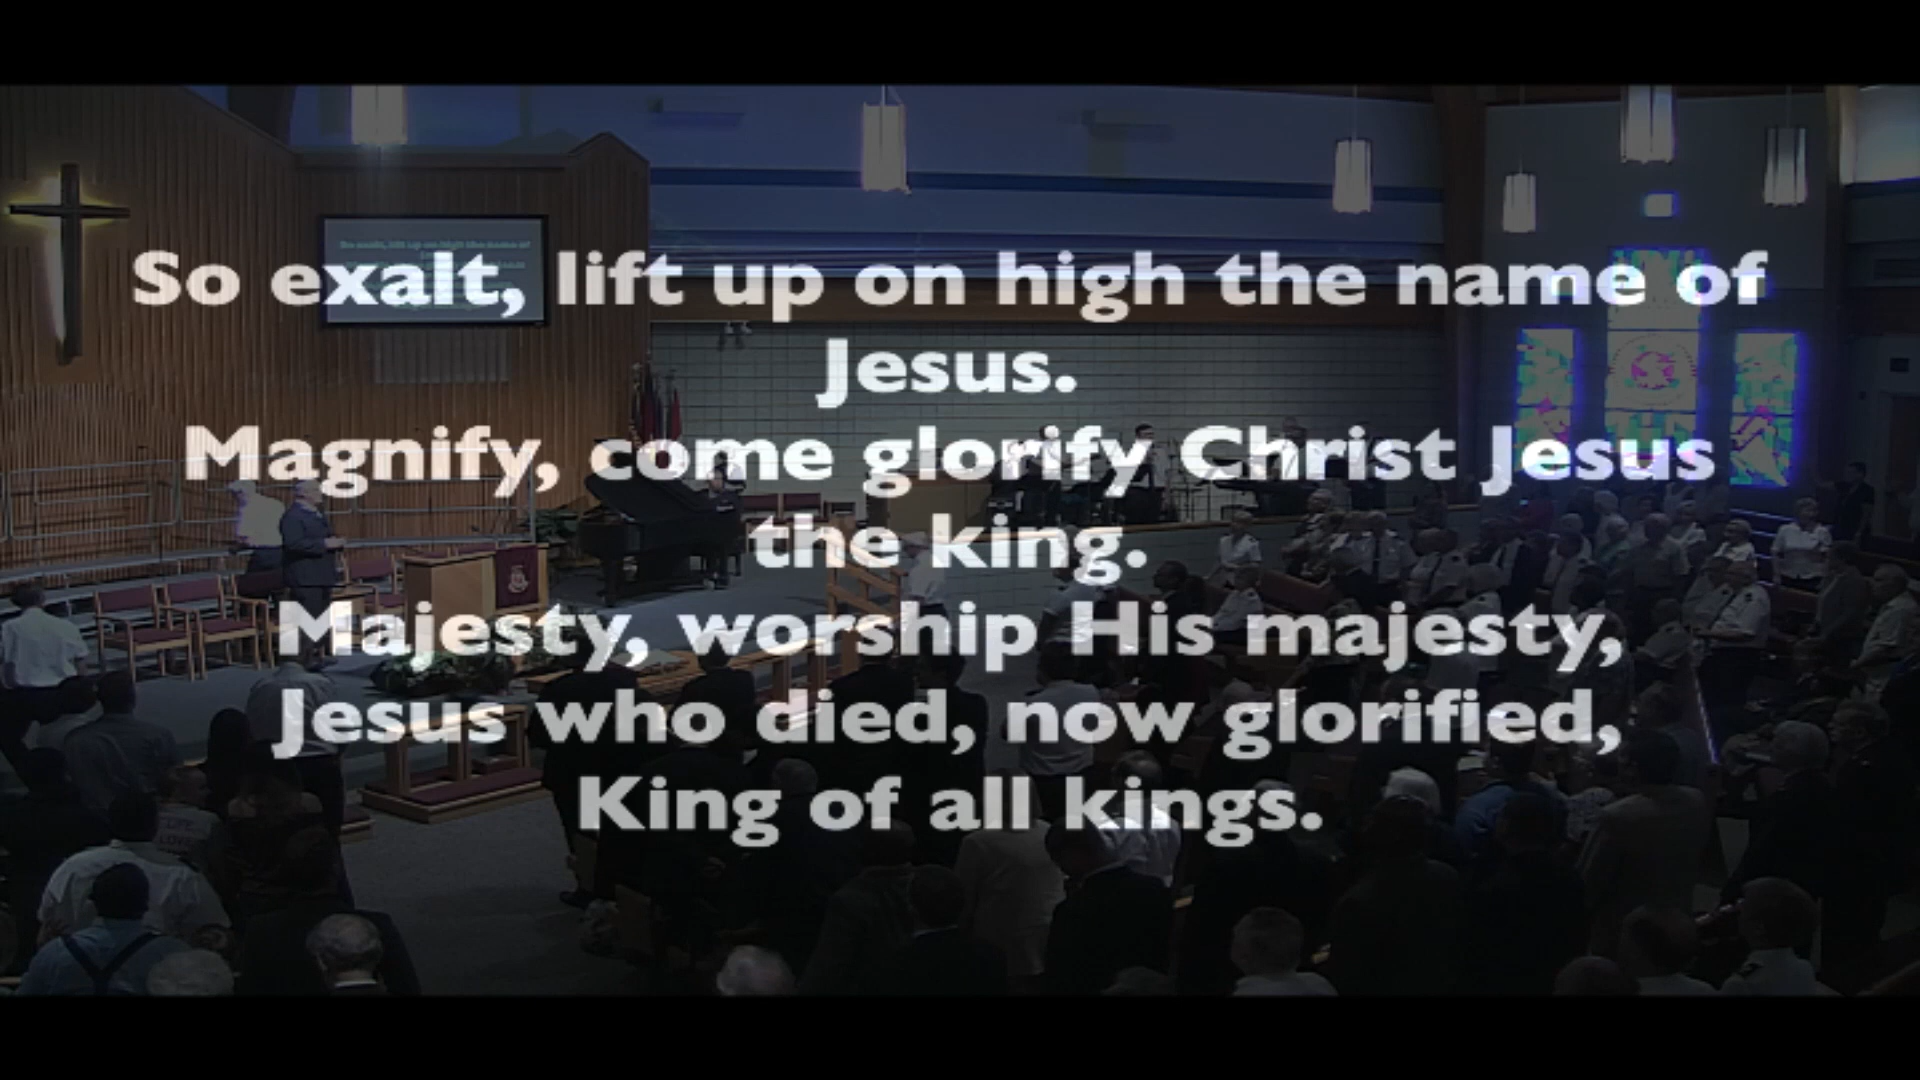 So exalt, lift up on high the name of
Jesus.
Magnify, come glorify Christ Jesus
the king.
Majesty, worship His majesty,
Jesus who died, now glorified,
King of all kings.